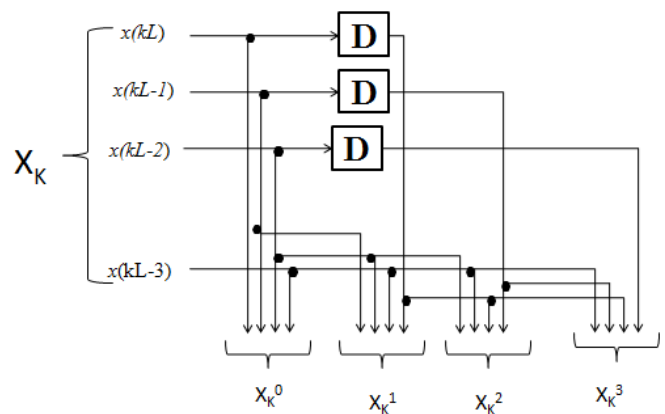 x(kL)
D
x(kL-1)
D
x(kL-2)
D
X_K
x(kL-3)
X_K^0
X_K^1
X_K^2
X_K^3